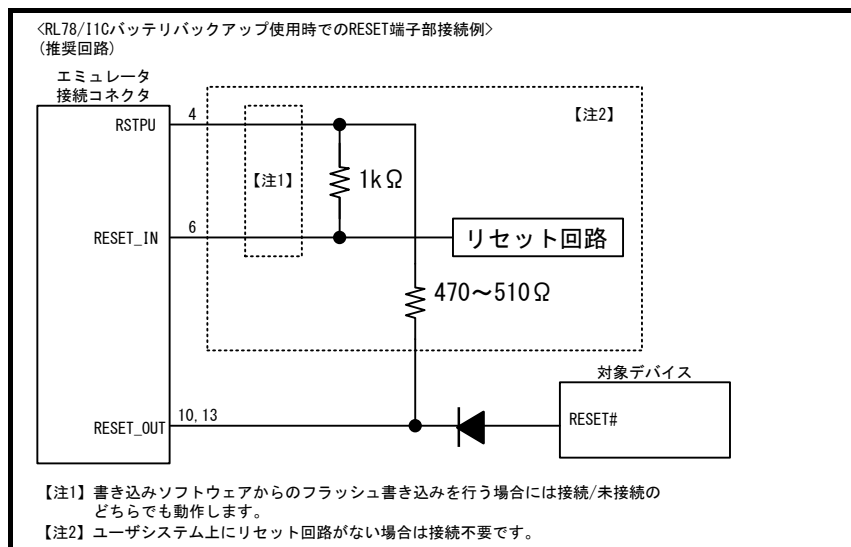 〈RL78/I1Cバッテリバックアップ使用時でのRESET端子部接続例〉
(推奨回路)
エミュレータ
接続コネクタ
【注2】
RSTPU
4
【注1】
1kΩ
RESET_IN
6
リセット回路
470～510Ω
対象デバイス
RESET_OUT
10,13
RESET#
【注1】書き込みソフトウェアからのフラッシュ書き込みを行う場合には接続/未接続の
どちらでも動作します。
【注2】ユーザシステム上にリセット回路がない場合は接続不要です。